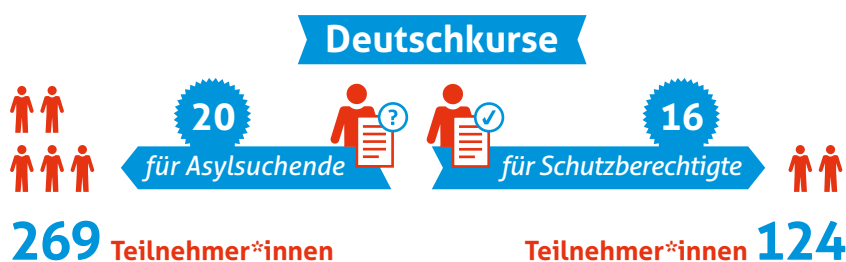 Deutschkurse
20
für Asylsuchende
?
269 Teilnehmer*innen
16
für Schutzberechtigte
Teilnehmer*innen 124